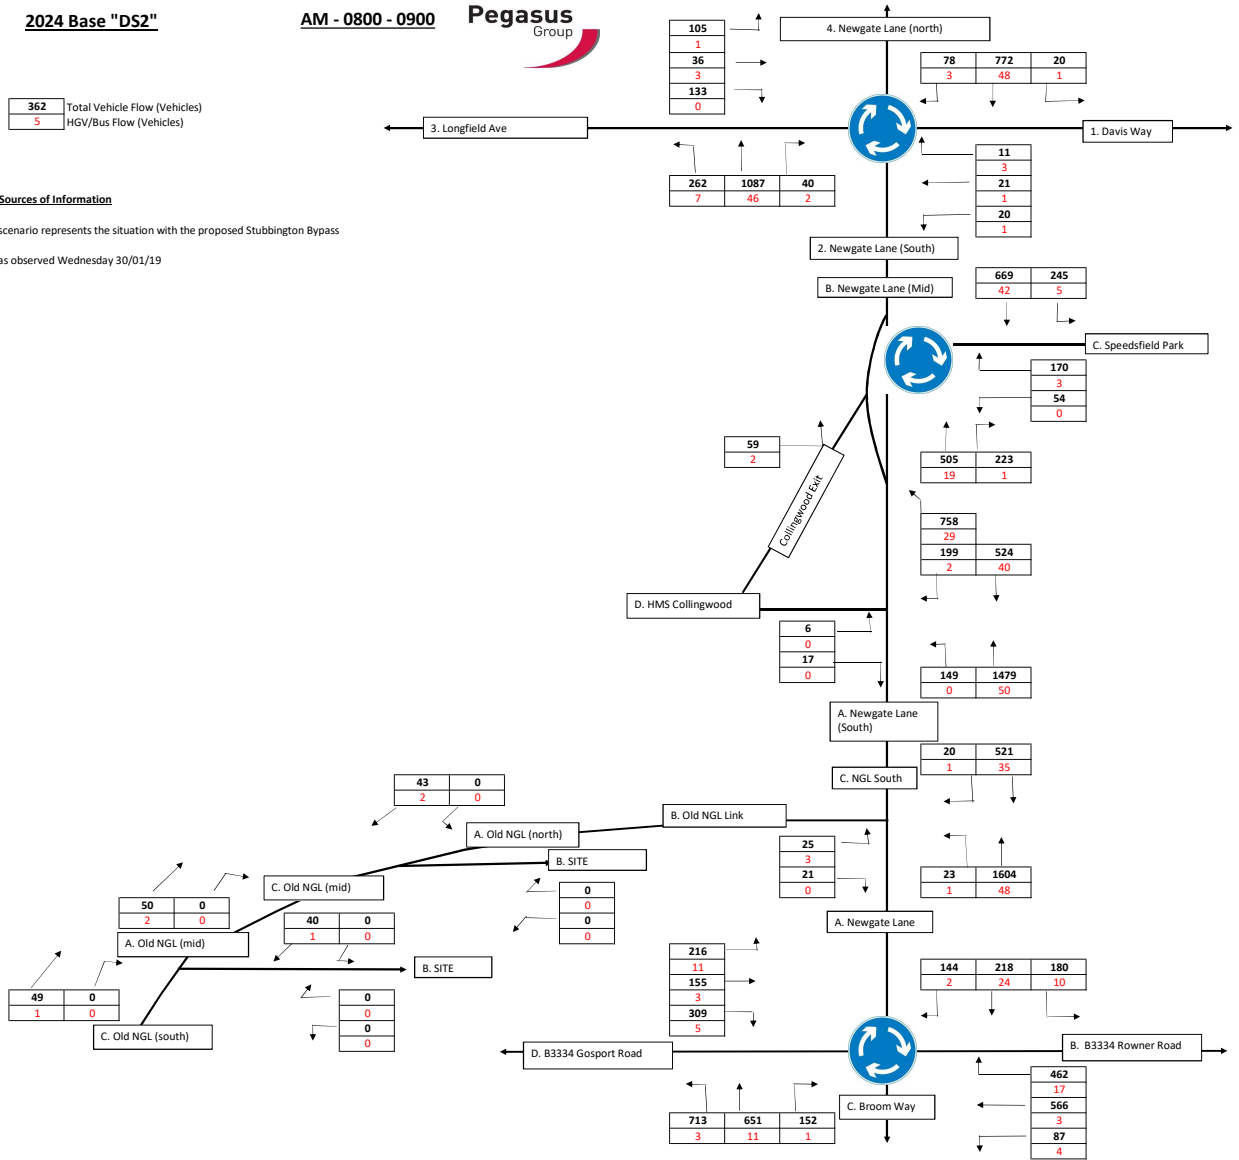 2024 Base "DS2"
AM - 0800 - 0900
Pegasus
Group
362 Total Vehicle Flow (Vehicles)
5 HGV/Bus Flow (Vehicles)
Sources of Information
scenario represents the situation with the proposed Stubbington Bypass
as observed Wednesday 30/01/19
105
1
36
3
133
0
4. Newgate Lane (north)
78 772 20
3 48 1
3. Longfield Ave
1. Davis Way
262 1087 40
7 46 2
11
3
21
1
20
1
2. Newgate Lane (South)
B. Newgate Lane (Mid)
669 245
42 5
C. Speedsfield Park
170
3
54
0
59
2
505 223
19 1
Collingwood Exit
758
29
199 524
2 40
D. HMS Collingwood
6
0
17
0
149 1479
0 50
A. Newgate Lane
(South)
20 521
1 35
C. NGL South
43 0
2 0
B. Old NGL Link
A. Old NGL (north)
25
3
21
0
B. SITE
C. Old NGL (mid)
23 1604
1 48
0
0
0
0
50 0
2 0
40 0
1 0
A. Newgate Lane
A. Old NGL (mid)
B. SITE
216
11
155
3
309
5
144 218 180
2 24 10
49 0
1 0
0
0
0
0
C. Old NGL (south)
D. B3334 Gosport Road
B. B3334 Rowner Road
C. Broom Way
713 651 152
3 11 1
462
17
566
3
87
4